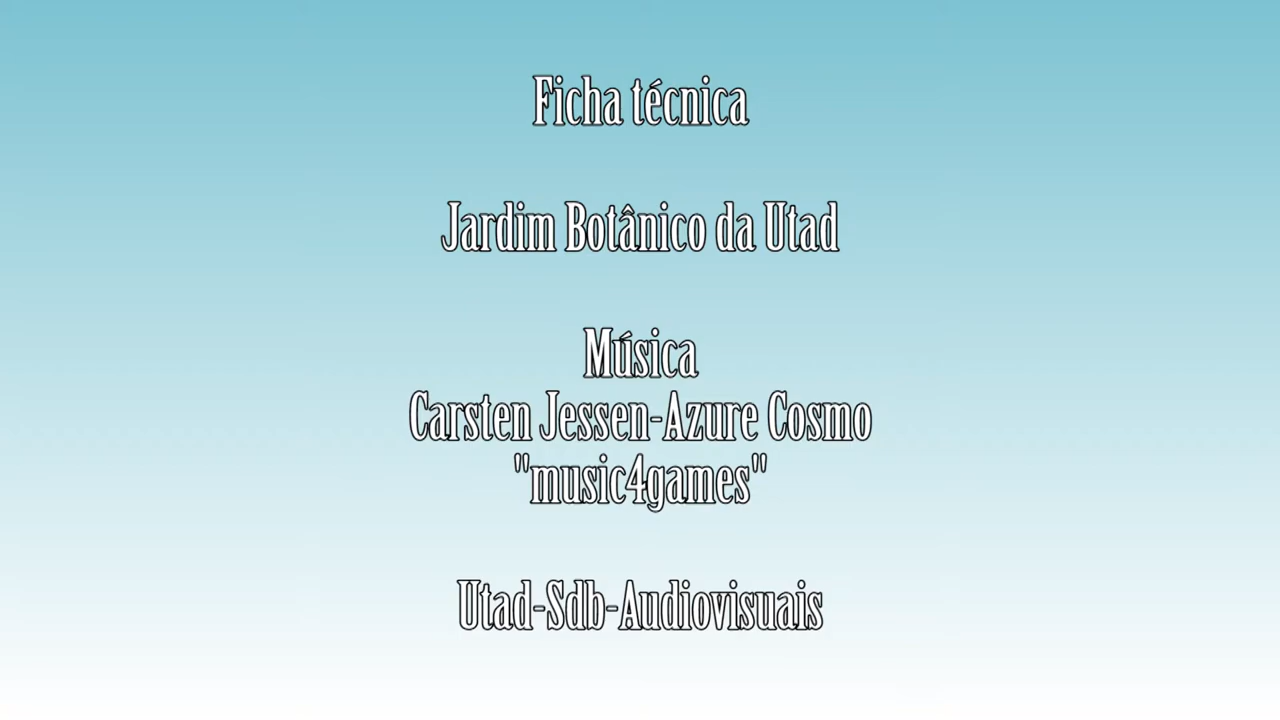 Ficha técnica
Jardim Botânico da Utad
Música
Carsten Jessen-Azure Cosmo
"music4games"
Utad-Sdb-Audiovisuais